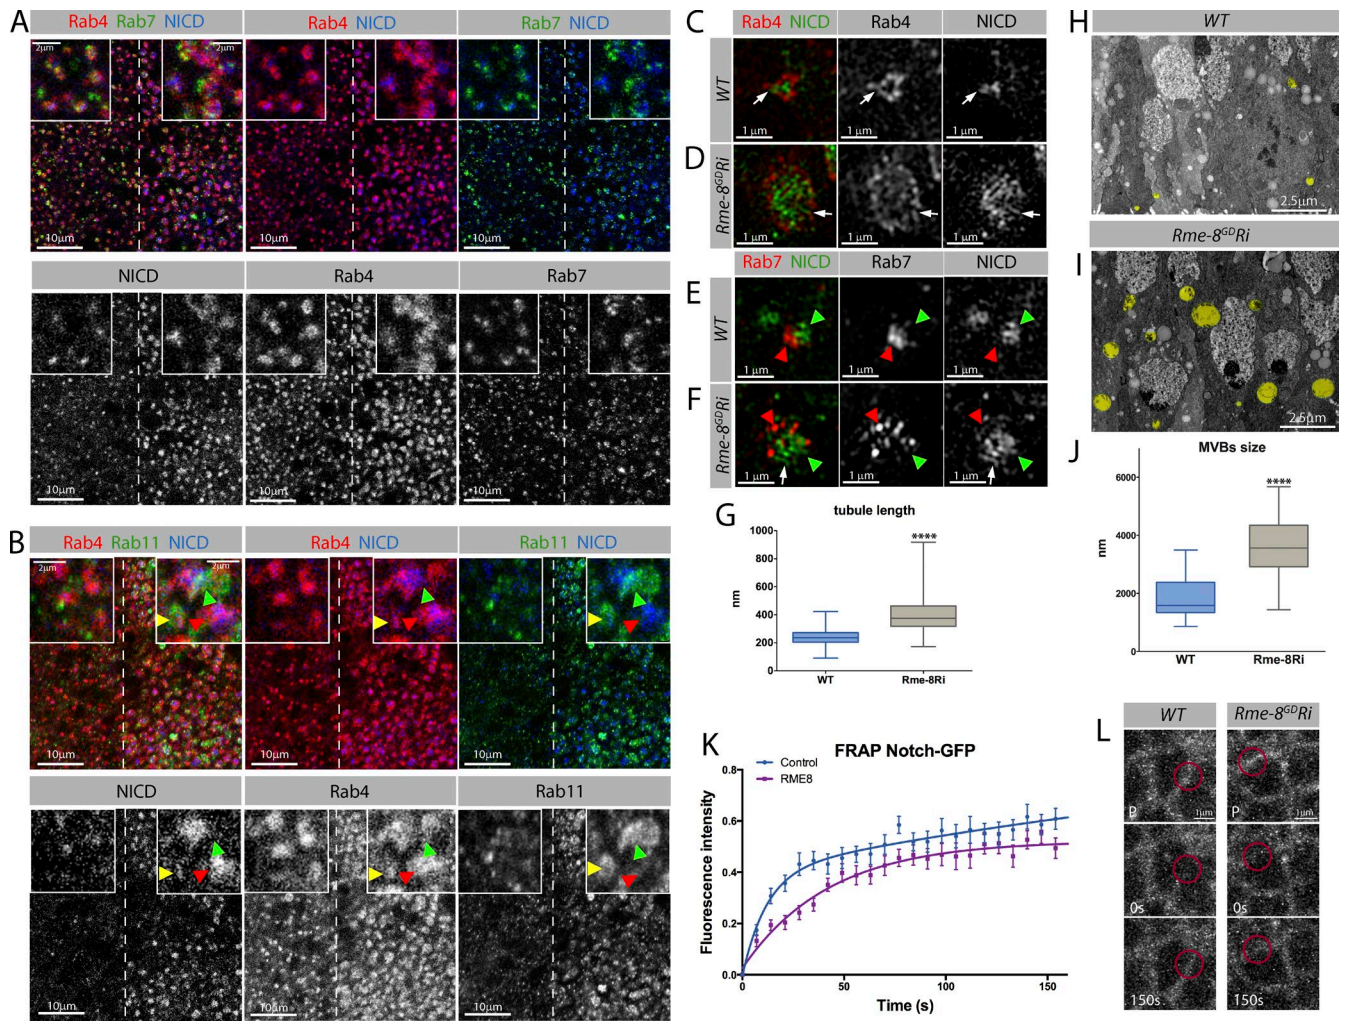 A
Rab4 Rab7 NICD
Rab4 NICD
Rab7 NICD
2μm
2μm
10μm
10μm
10μm
NICD
Rab4
Rab7
10μm
10μm
10μm
B
Rab4 Rab11 NICD
Rab4 NICD
Rab11 NICD
2μm
2μm
10μm
10μm
10μm
NICD
Rab4
Rab11
10μm
10μm
10μm
C
Rab4 NICD
Rab4
NICD
WT
1 μm
1 μm
1 μm
D
Rme-8GDRi
1 μm
1 μm
1 μm
Rab7 NICD
Rab7
NICD
E
WT
1 μm
1 μm
1 μm
F
Rme-8GDRi
1 μm
1 μm
1 μm
G
tubule length
1000
800
600
400
200
0
nm
****
WT
Rme-8Ri
H
WT
2.5μm
Rme-8GDRi
I
2.5μm
J
MVBs size
6000
4000
2000
0
nm
****
WT
Rme-8Ri
K
FRAP Notch-GFP
Control
RME8
0.8
0.6
0.4
0.2
0.0
Fluorescence intensity
0
50
100
150
Time (s)
L
WT
Rme-8GDRi
B
1μm
P
1μm
0s
0s
150s
150s